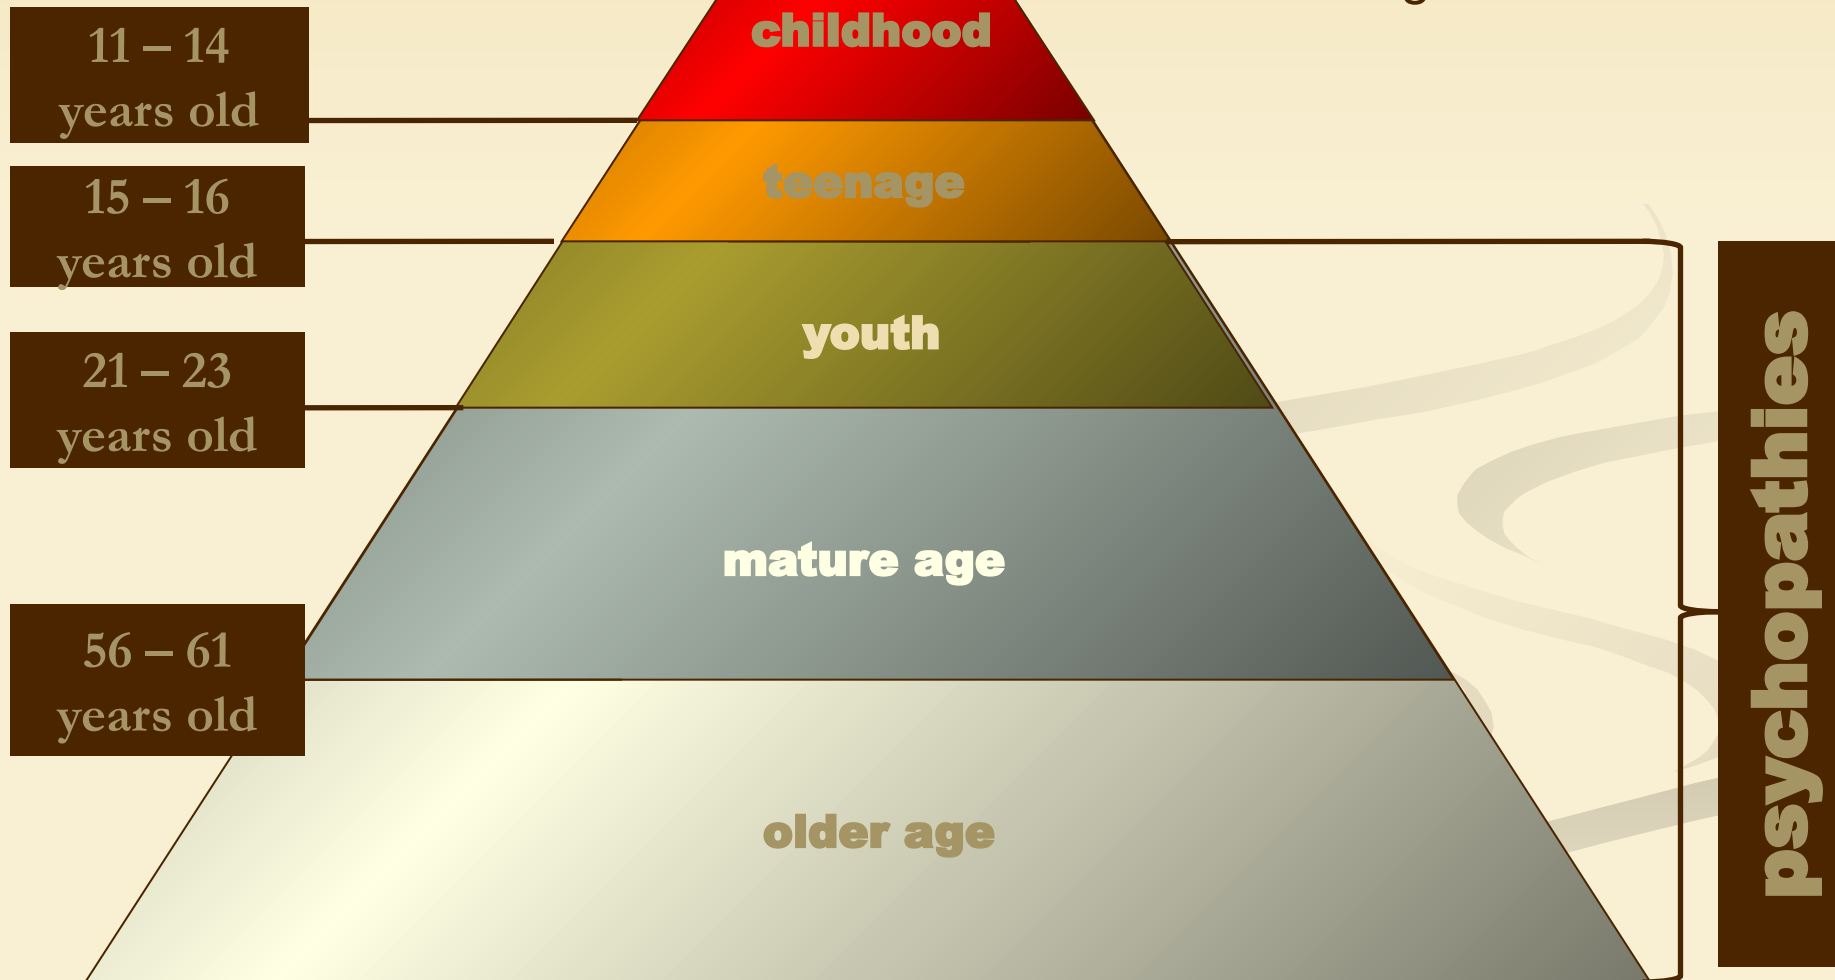 childhood
11 – 14
years old
teenage
15 – 16
years old
youth
21 – 23
years old
mature age
56 – 61
years old
older age
psychopathies